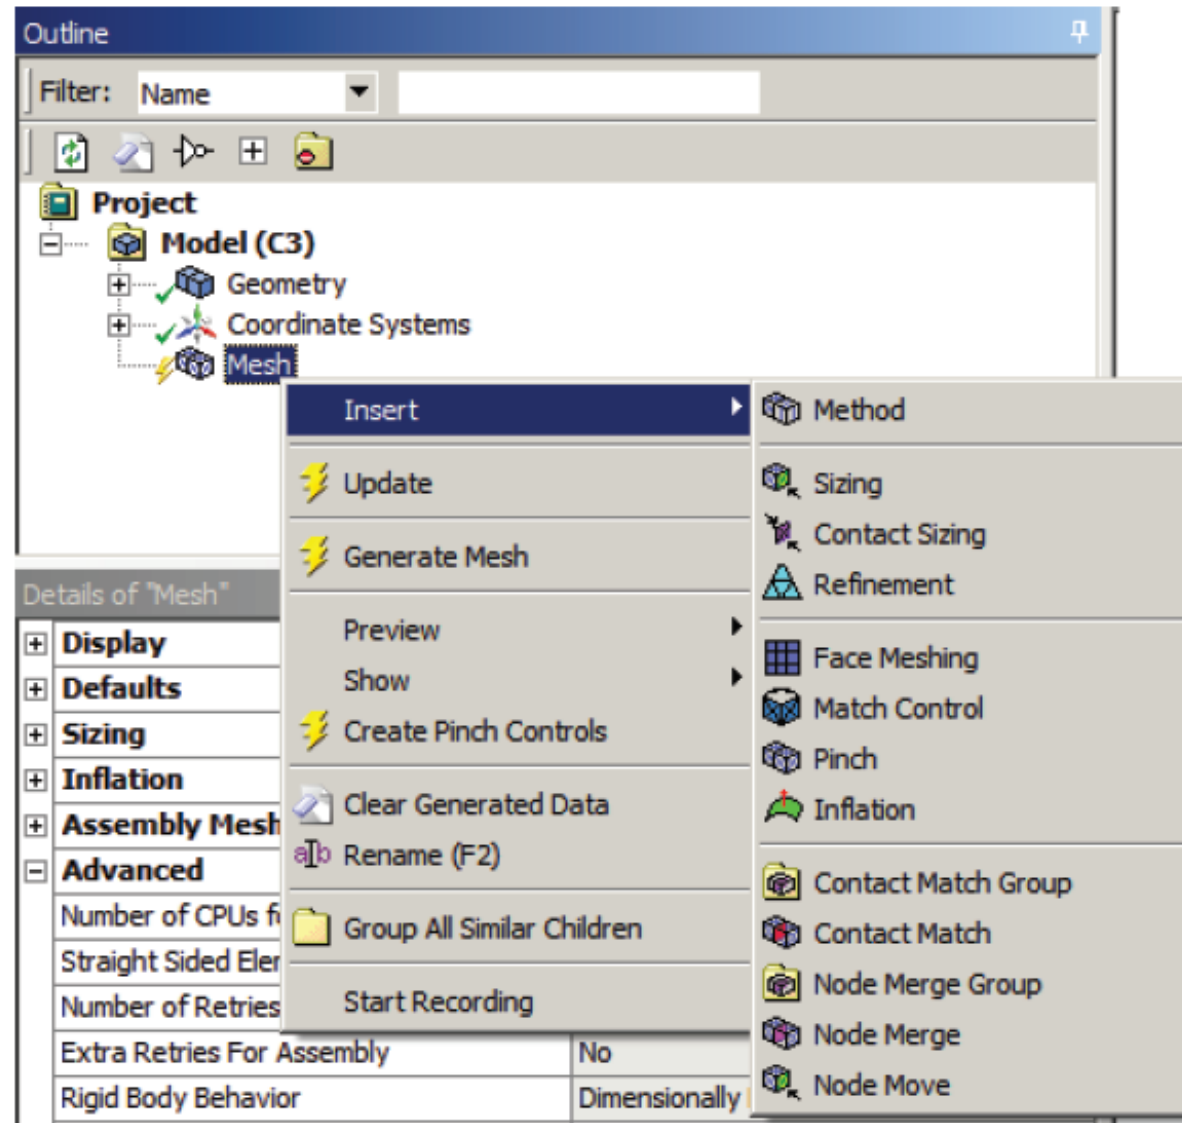 Outline
Filter: Name
Project
Model (C3)
Geometry
Coordinate Systems
Mesh
Insert
Update
Generate Mesh
Preview
Show
Create Pinch Controls
Clear Generated Data
Rename (F2)
Group All Similar Children
Start Recording
Method
Sizing
Contact Sizing
Refinement
Face Meshing
Match Control
Pinch
Inflation
Contact Match Group
Contact Match
Node Merge Group
Node Merge
Node Move
Details of "Mesh"
Display
Defaults
Sizing
Inflation
Assembly Mesh
Advanced
Number of CPUs f
Straight Sided Eler
Number of Retries
Extra Retries For Assembly No
Rigid Body Behavior Dimensionally